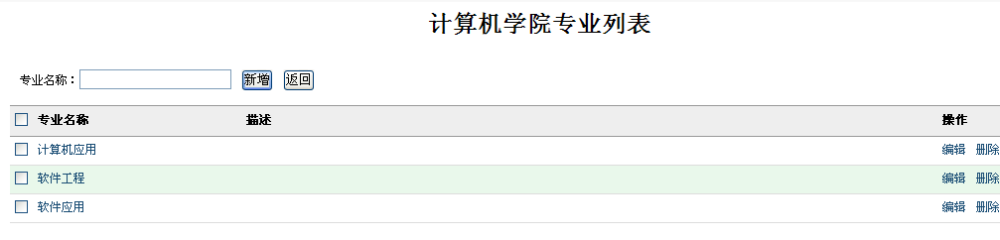 计算机学院专业列表
专业名称： 新增 返回
专业名称 描述 操作
计算机应用 编辑 删除
软件工程 编辑 删除
软件应用 编辑 删除